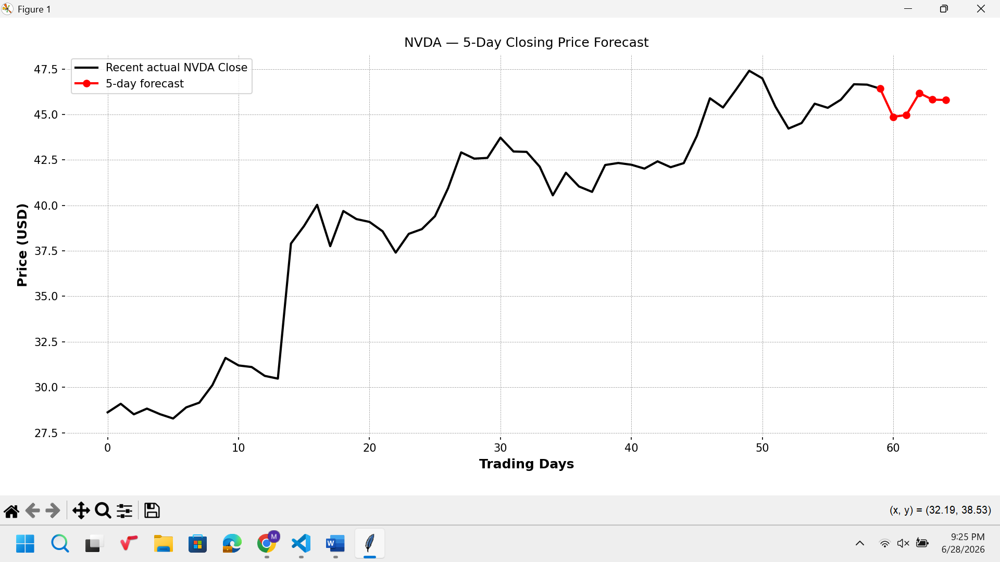 Figure 1
NVDA — 5-Day Closing Price Forecast
Recent actual NVDA Close
5-day forecast
47.5
45.0
42.5
40.0
37.5
35.0
32.5
30.0
27.5
Price (USD)
0 10 20 30 40 50 60
Trading Days
(x, y) = (32.19, 38.53)
M
W
9:25 PM
6/28/2026